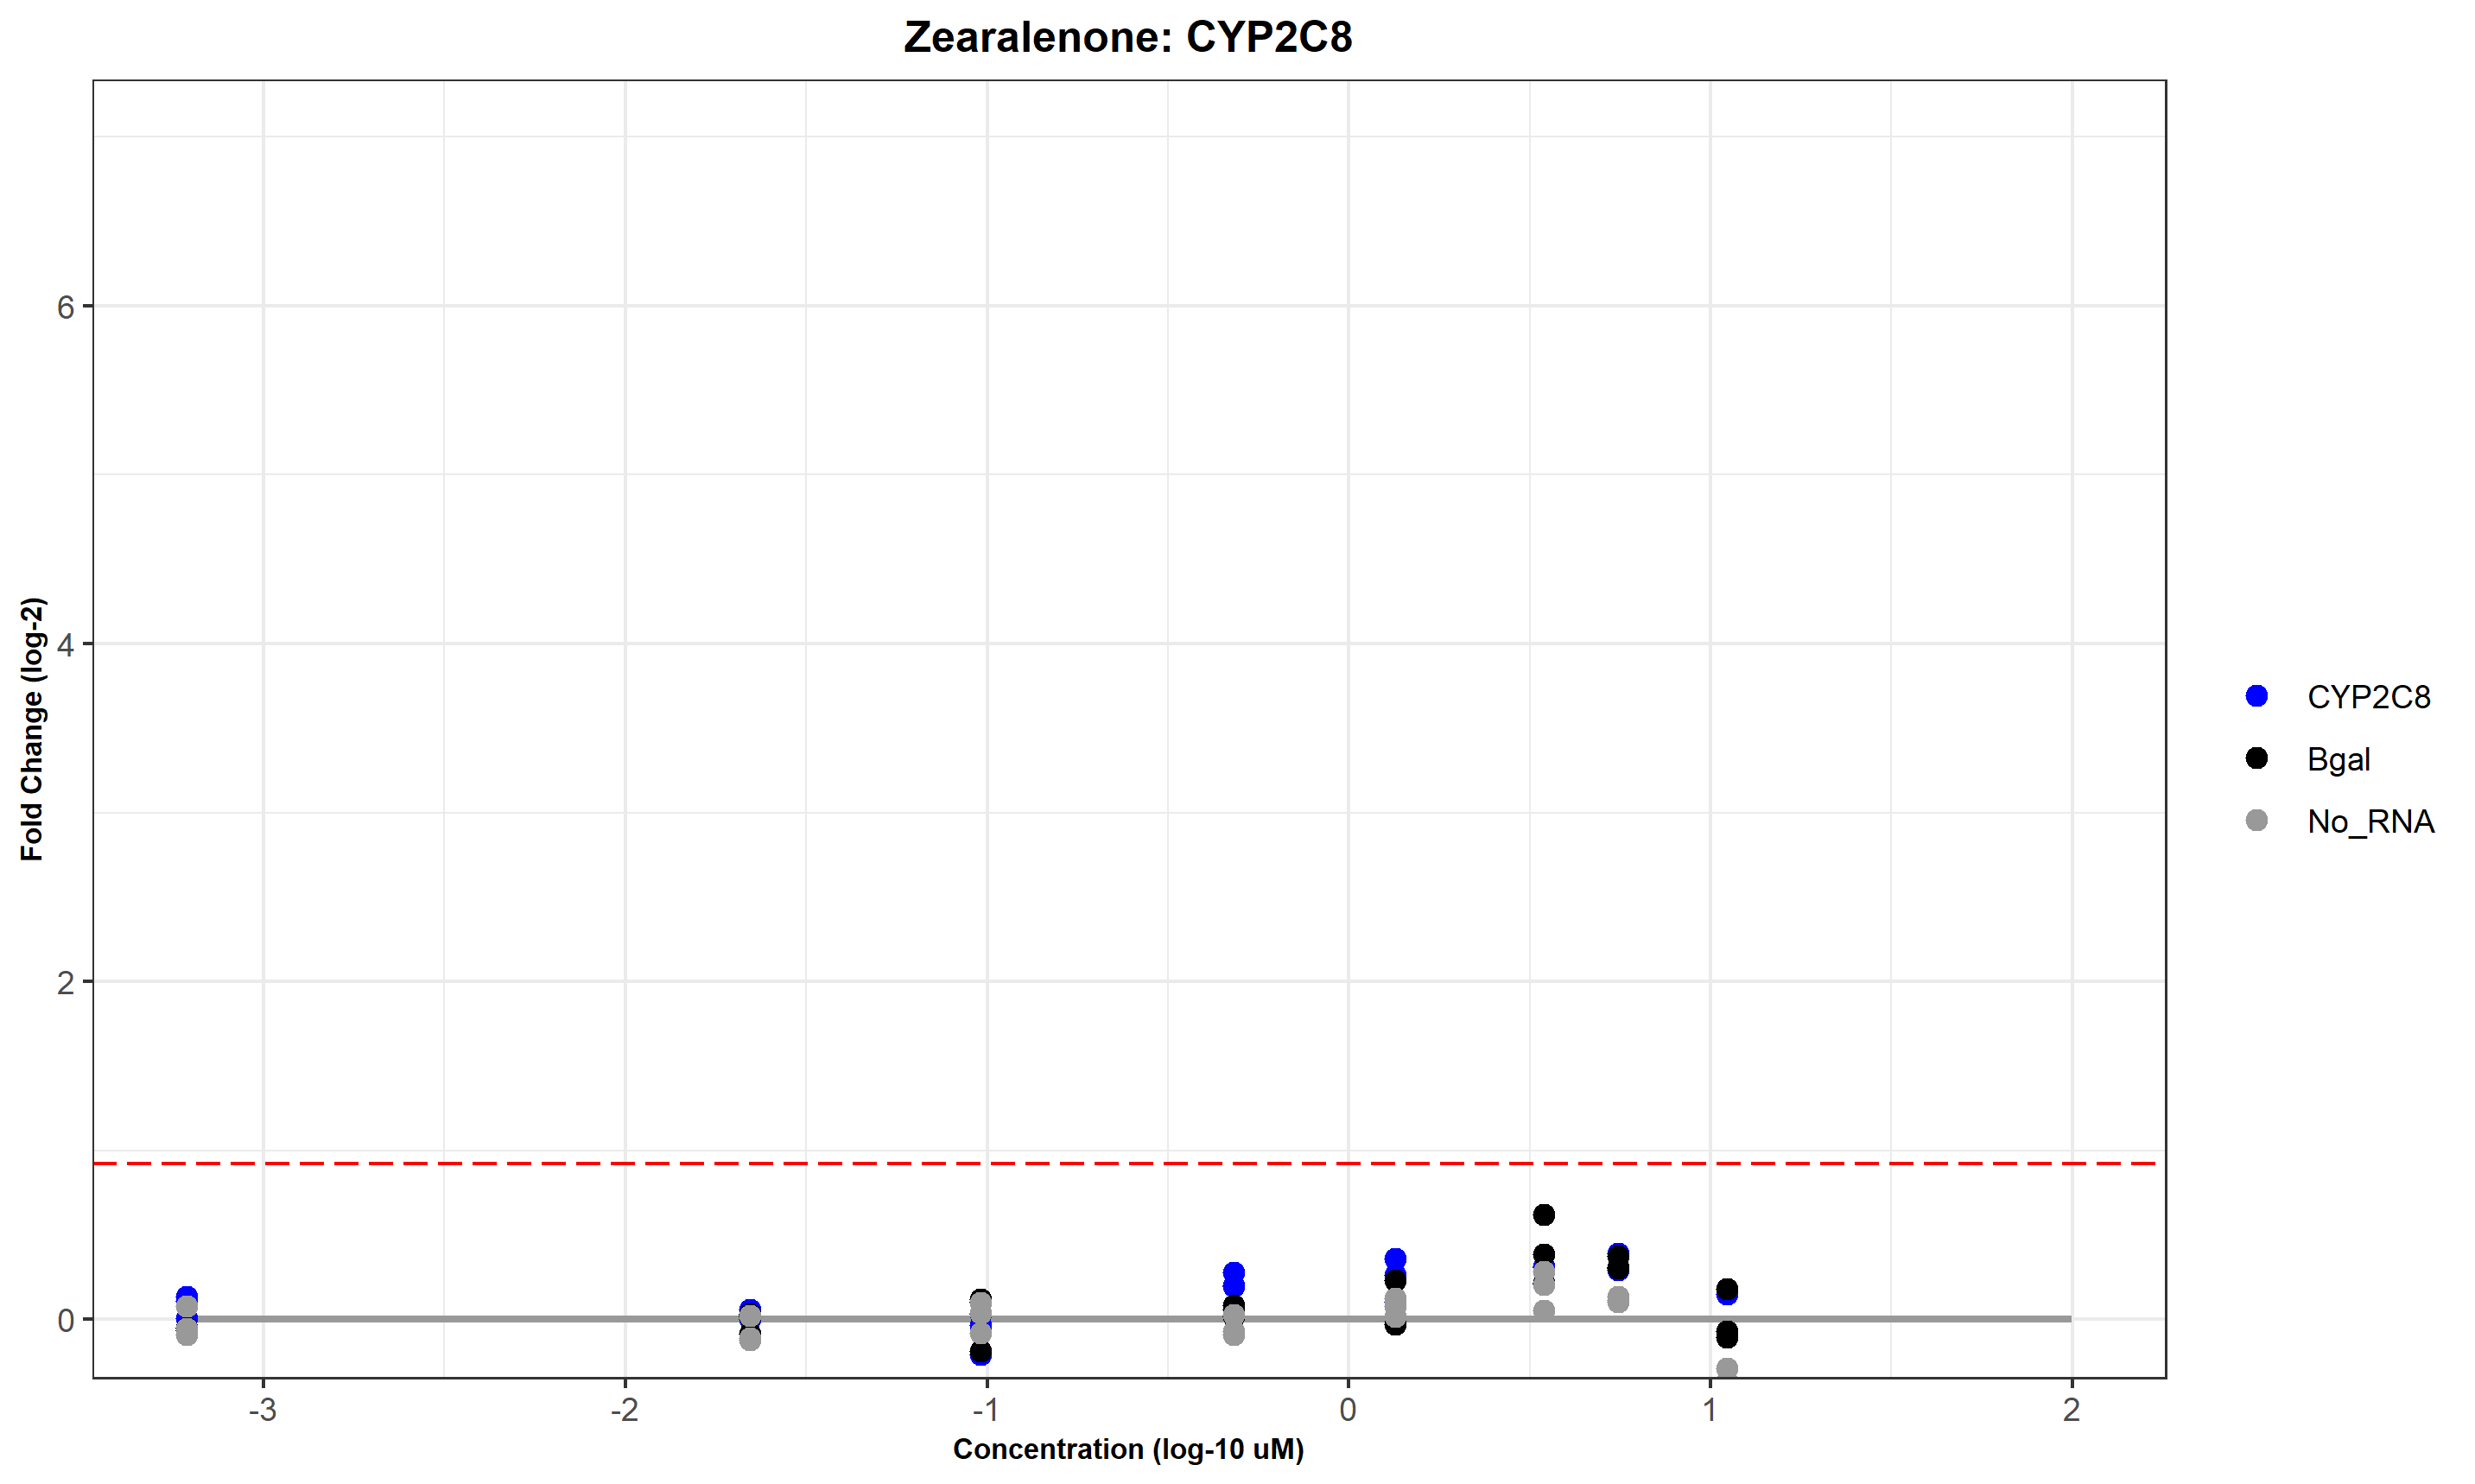 Zearalenone: CYP2C8
Fold Change (log-2)
6
4
2
0
-3
-2
-1
0
1
2
Concentration (log-10 uM)
CYP2C8
Bgal
No_RNA